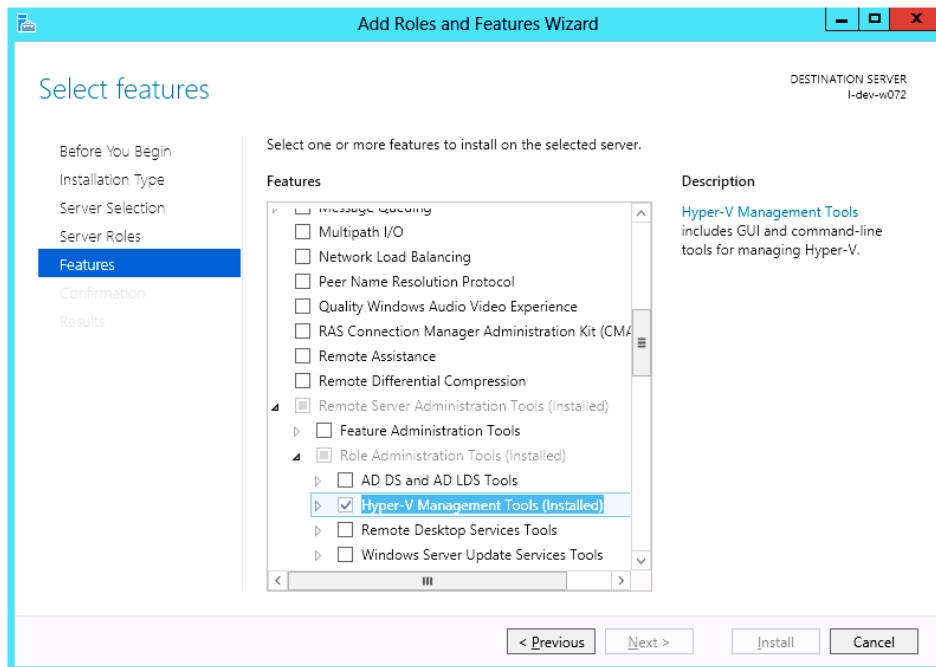 Add Roles and Features Wizard
Select features
DESTINATION SERVER
l-dev-w072
Before You Begin
Installation Type
Server Selection
Server Roles
Features
Confirmation
Results
Select one or more features to install on the selected server.
Features
Message Queuing
Multipath I/O
Network Load Balancing
Peer Name Resolution Protocol
Quality Windows Audio Video Experience
RAS Connection Manager Administration Kit (CMA
Remote Assistance
Remote Differential Compression
Remote Server Administration Tools (Installed)
Feature Administration Tools
Role Administration Tools (Installed)
AD DS and AD LDS Tools
Hyper-V Management Tools (Installed)
Remote Desktop Services Tools
Windows Server Update Services Tools
Description
Hyper-V Management Tools
includes GUI and command-line
tools for managing Hyper-V.
< Previous
Next >
Install
Cancel